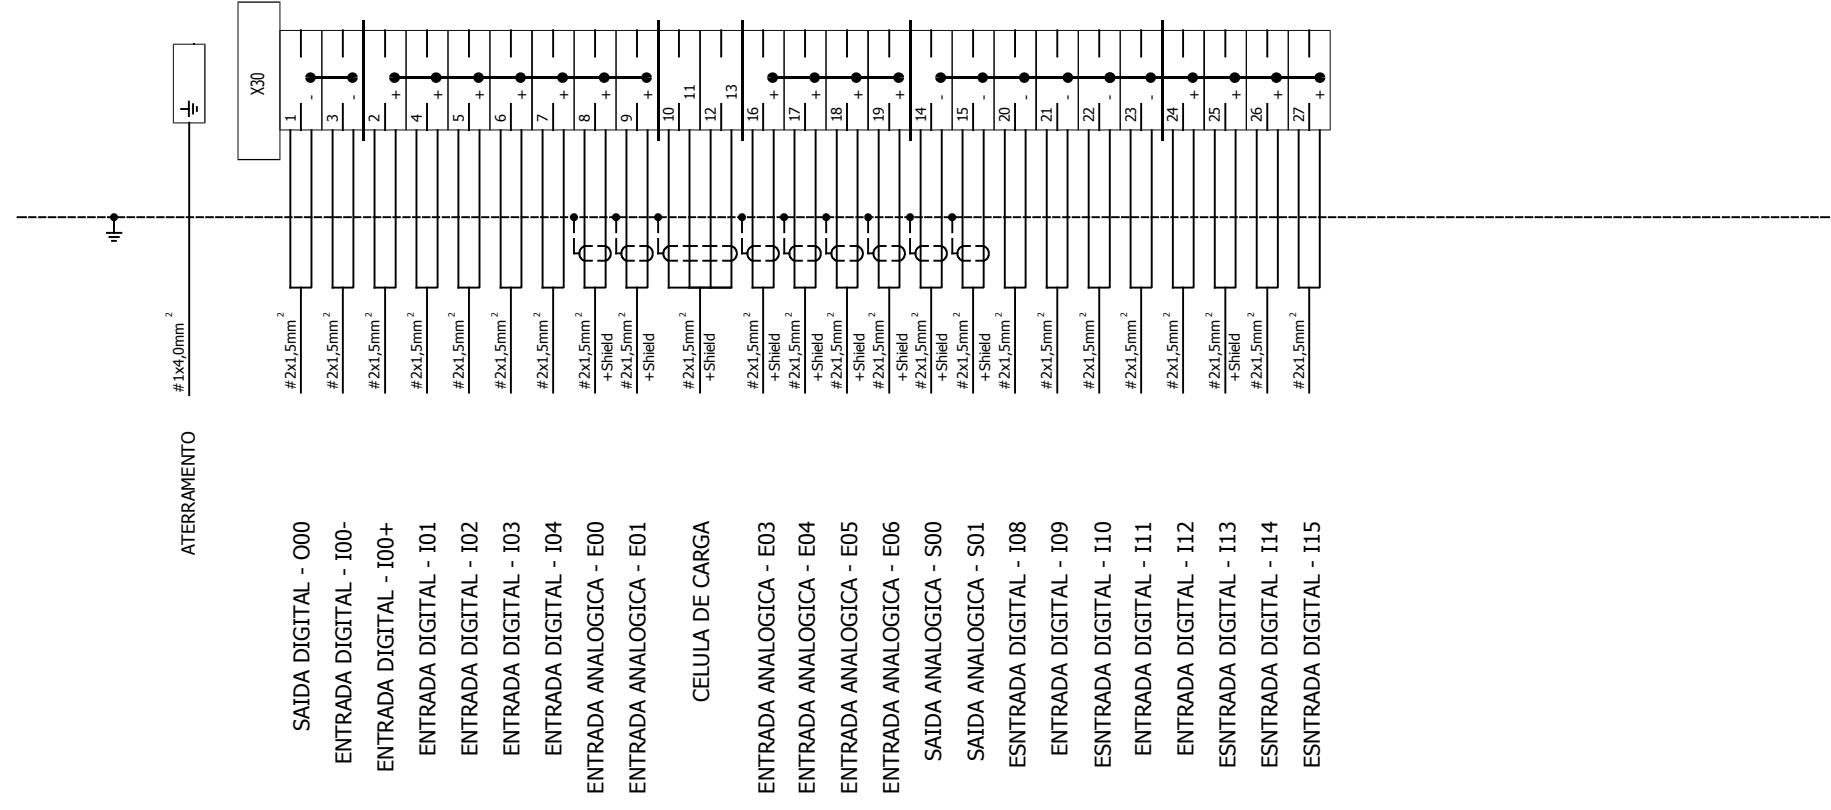 X30
1
-
3
-
2
+
4
+
5
+
6
+
7
+
8
+
9
+
10
11
12
13
16
+
17
+
18
+
19
+
14
-
15
-
20
-
21
-
22
-
23
-
24
+
25
+
26
+
27
+
#1x4,0mm²
#2x1,5mm²
#2x1,5mm²
#2x1,5mm²
#2x1,5mm²
#2x1,5mm²
#2x1,5mm²
#2x1,5mm²
#2x1,5mm²
+Shield
#2x1,5mm²
+Shield
#2x1,5mm²
+Shield
#2x1,5mm²
+Shield
#2x1,5mm²
+Shield
#2x1,5mm²
+Shield
#2x1,5mm²
+Shield
#2x1,5mm²
+Shield
#2x1,5mm²
+Shield
#2x1,5mm²
#2x1,5mm²
#2x1,5mm²
#2x1,5mm²
#2x1,5mm²
#2x1,5mm²
+Shield
#2x1,5mm²
#2x1,5mm²
ATERRAMENTO
SAIDA DIGITAL - O00
ENTRADA DIGITAL - I00-
ENTRADA DIGITAL - I00+
ENTRADA DIGITAL - I01
ENTRADA DIGITAL - I02
ENTRADA DIGITAL - I03
ENTRADA DIGITAL - I04
ENTRADA ANALOGICA - E00
ENTRADA ANALOGICA - E01
CELULA DE CARGA
ENTRADA ANALOGICA - E03
ENTRADA ANALOGICA - E04
ENTRADA ANALOGICA - E05
ENTRADA ANALOGICA - E06
SAIDA ANALOGICA - S00
SAIDA ANALOGICA - S01
ESNTRADA DIGITAL - I08
ENTRADA DIGITAL - I09
ESNTRADA DIGITAL - I10
ENTRADA DIGITAL - I11
ENTRADA DIGITAL - I12
ESNTRADA DIGITAL - I13
ESNTRADA DIGITAL - I14
ESNTRADA DIGITAL - I15